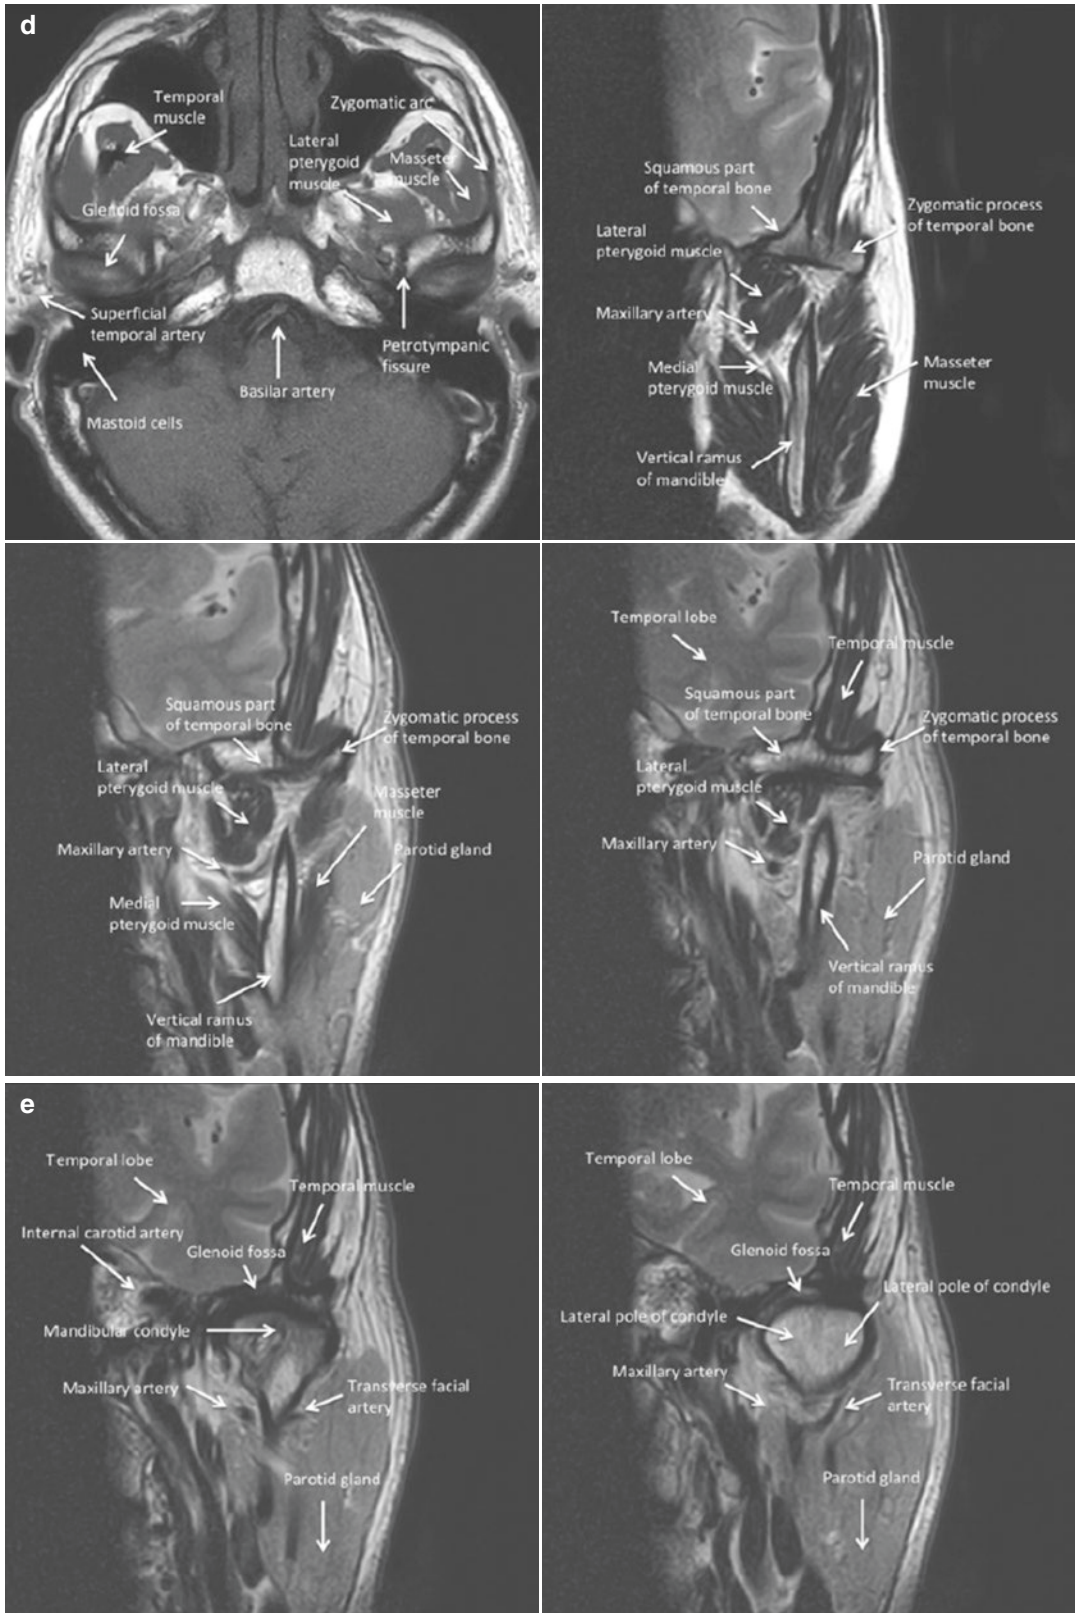 d
Temporal
muscle
Zygomatic arc
Lateral
pterygoid
muscle
Masseter
muscle
Glenoid fossa
Superficial
temporal artery
Petrotympanic
fissure
Basilar artery
Mastoid cells
Squamous part
of temporal bone
Zygomatic process
of temporal bone
Lateral
pterygoid muscle
Maxillary artery
Medial
pterygoid muscle
Masseter
muscle
Vertical ramus
of mandible
Squamous part
of temporal bone
Zygomatic process
of temporal bone
Lateral
pterygoid muscle
Masseter
muscle
Maxillary artery
Parotid gland
Medial
pterygoid muscle
Vertical ramus
of mandible
Temporal lobe
Temporal muscle
Squamous part
of temporal bone
Zygomatic process
of temporal bone
Lateral
pterygoid muscle
Maxillary artery
Parotid gland
Vertical ramus
of mandible
e
Temporal lobe
Temporal muscle
Internal carotid artery
Glenoid fossa
Mandibular condyle
Maxillary artery
Transverse facial
artery
Parotid gland
Temporal lobe
Temporal muscle
Glenoid fossa
Lateral pole of condyle
Lateral pole of condyle
Maxillary artery
Transverse facial
artery
Parotid gland